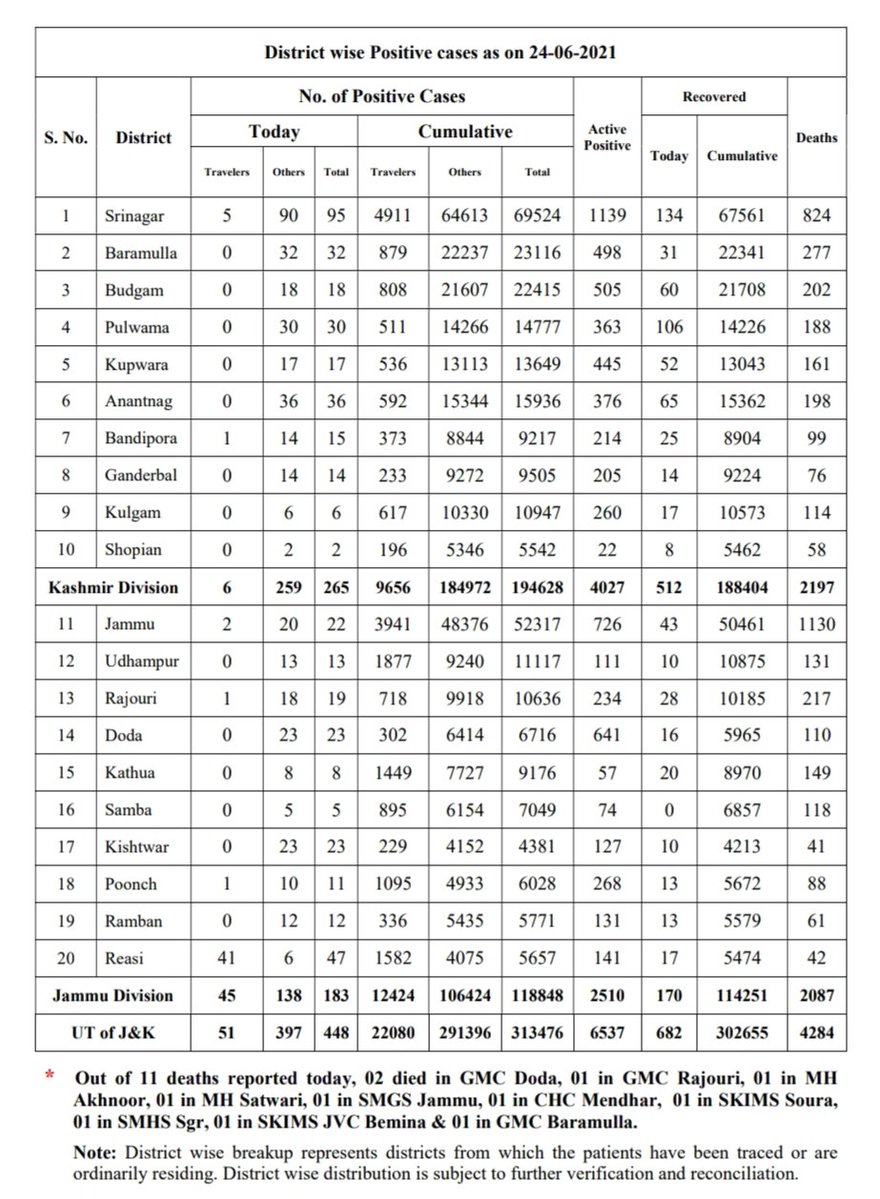 District wise Positive cases as on 24-06-2021
S. No. District No. of Positive Cases Active Positive Recovered Deaths
Today Cumulative Today Cumulative
Travelers Others Total Travelers Others Total
1 Srinagar 5 90 95 4911 64613 69524 1139 134 67561 824
2 Baramulla 0 32 32 879 22237 23116 498 31 22341 277
3 Budgam 0 18 18 808 21607 22415 505 60 21708 202
4 Pulwama 0 30 30 511 14266 14777 363 106 14226 188
5 Kupwara 0 17 17 536 13113 13649 445 52 13043 161
6 Anantnag 0 36 36 592 15344 15936 376 65 15362 198
7 Bandipora 1 14 15 373 8844 9217 214 25 8904 99
8 Ganderbal 0 14 14 233 9272 9505 205 14 9224 76
9 Kulgam 0 6 6 617 10330 10947 260 17 10573 114
10 Shopian 0 2 2 196 5346 5542 22 8 5462 58
Kashmir Division 6 259 265 9656 184972 194628 4027 512 188404 2197
11 Jammu 2 20 22 3941 48376 52317 726 43 50461 1130
12 Udhampur 0 13 13 1877 9240 11117 111 10 10875 131
13 Rajouri 1 18 19 718 9918 10636 234 28 10185 217
14 Doda 0 23 23 302 6414 6716 641 16 5965 110
15 Kathua 0 8 8 1449 7727 9176 57 20 8970 149
16 Samba 0 5 5 895 6154 7049 74 0 6857 118
17 Kishtwar 0 23 23 229 4152 4381 127 10 4213 41
18 Poonch 1 10 11 1095 4933 6028 268 13 5672 88
19 Ramban 0 12 12 336 5435 5771 131 13 5579 61
20 Reasi 41 6 47 1582 4075 5657 141 17 5474 42
Jammu Division 45 138 183 12424 106424 118848 2510 170 114251 2087
UT of J&K 51 397 448 22080 291396 313476 6537 682 302655 4284
* Out of 11 deaths reported today, 02 died in GMC Doda, 01 in GMC Rajouri, 01 in MH
Akhnoor, 01 in MH Satwari, 01 in SMGS Jammu, 01 in CHC Mendhar, 01 in SKIMS Soura,
01 in SMHS Sgr, 01 in SKIMS JVC Bemina & 01 in GMC Baramulla.
Note: District wise breakup represents districts from which the patients have been traced or are
ordinarily residing. District wise distribution is subject to further verification and reconciliation.